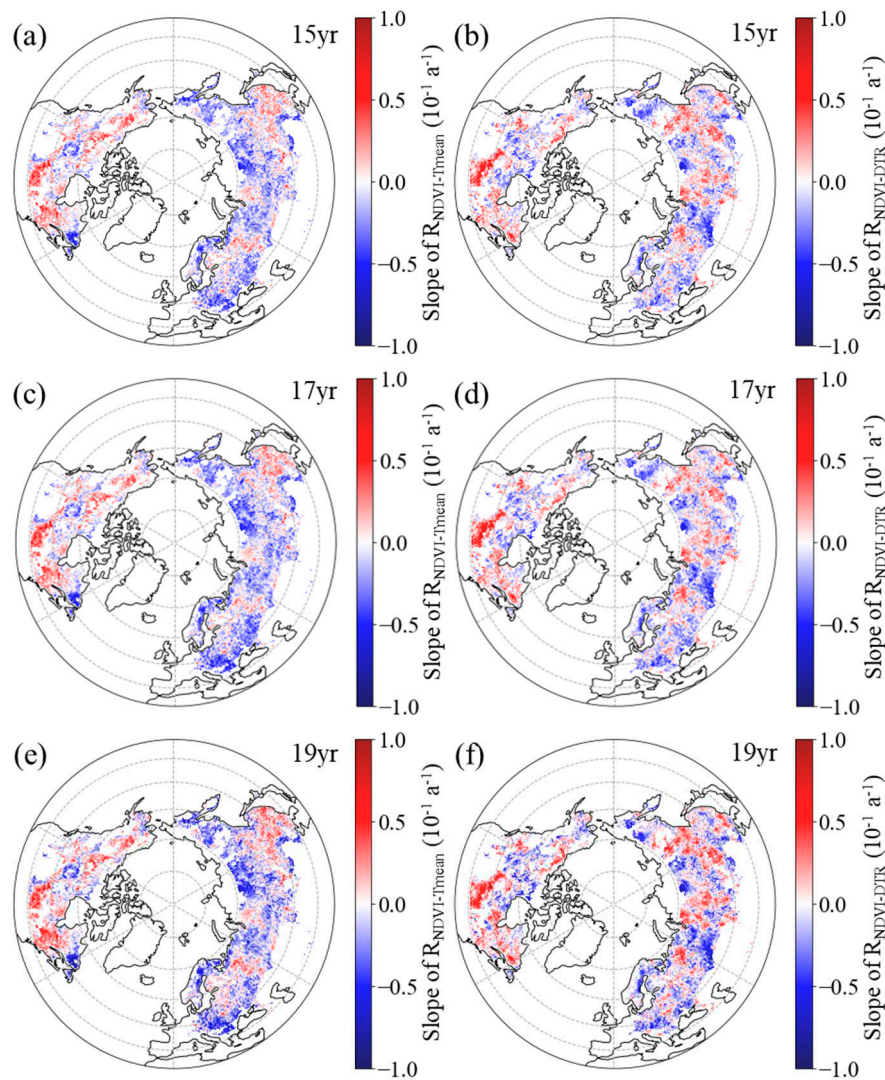 (a) 15yr
1.0
0.5
0.0
−0.5
−1.0
Slope of R_NDVI-Tmean (10⁻¹ a⁻¹)
(b) 15yr
1.0
0.5
0.0
−0.5
−1.0
Slope of R_NDVI-DTR (10⁻¹ a⁻¹)
(c) 17yr
1.0
0.5
0.0
−0.5
−1.0
Slope of R_NDVI-Tmean (10⁻¹ a⁻¹)
(d) 17yr
1.0
0.5
0.0
−0.5
−1.0
Slope of R_NDVI-DTR (10⁻¹ a⁻¹)
(e) 19yr
1.0
0.5
0.0
−0.5
−1.0
Slope of R_NDVI-Tmean (10⁻¹ a⁻¹)
(f) 19yr
1.0
0.5
0.0
−0.5
−1.0
Slope of R_NDVI-DTR (10⁻¹ a⁻¹)